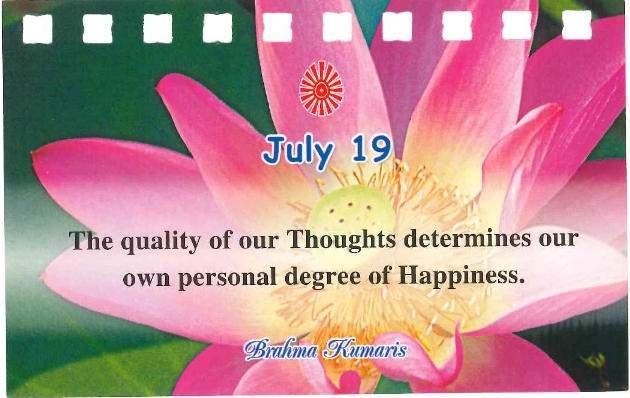 July 19
The quality of our Thoughts determines our
own personal degree of Happiness.
Brahma Kumaris